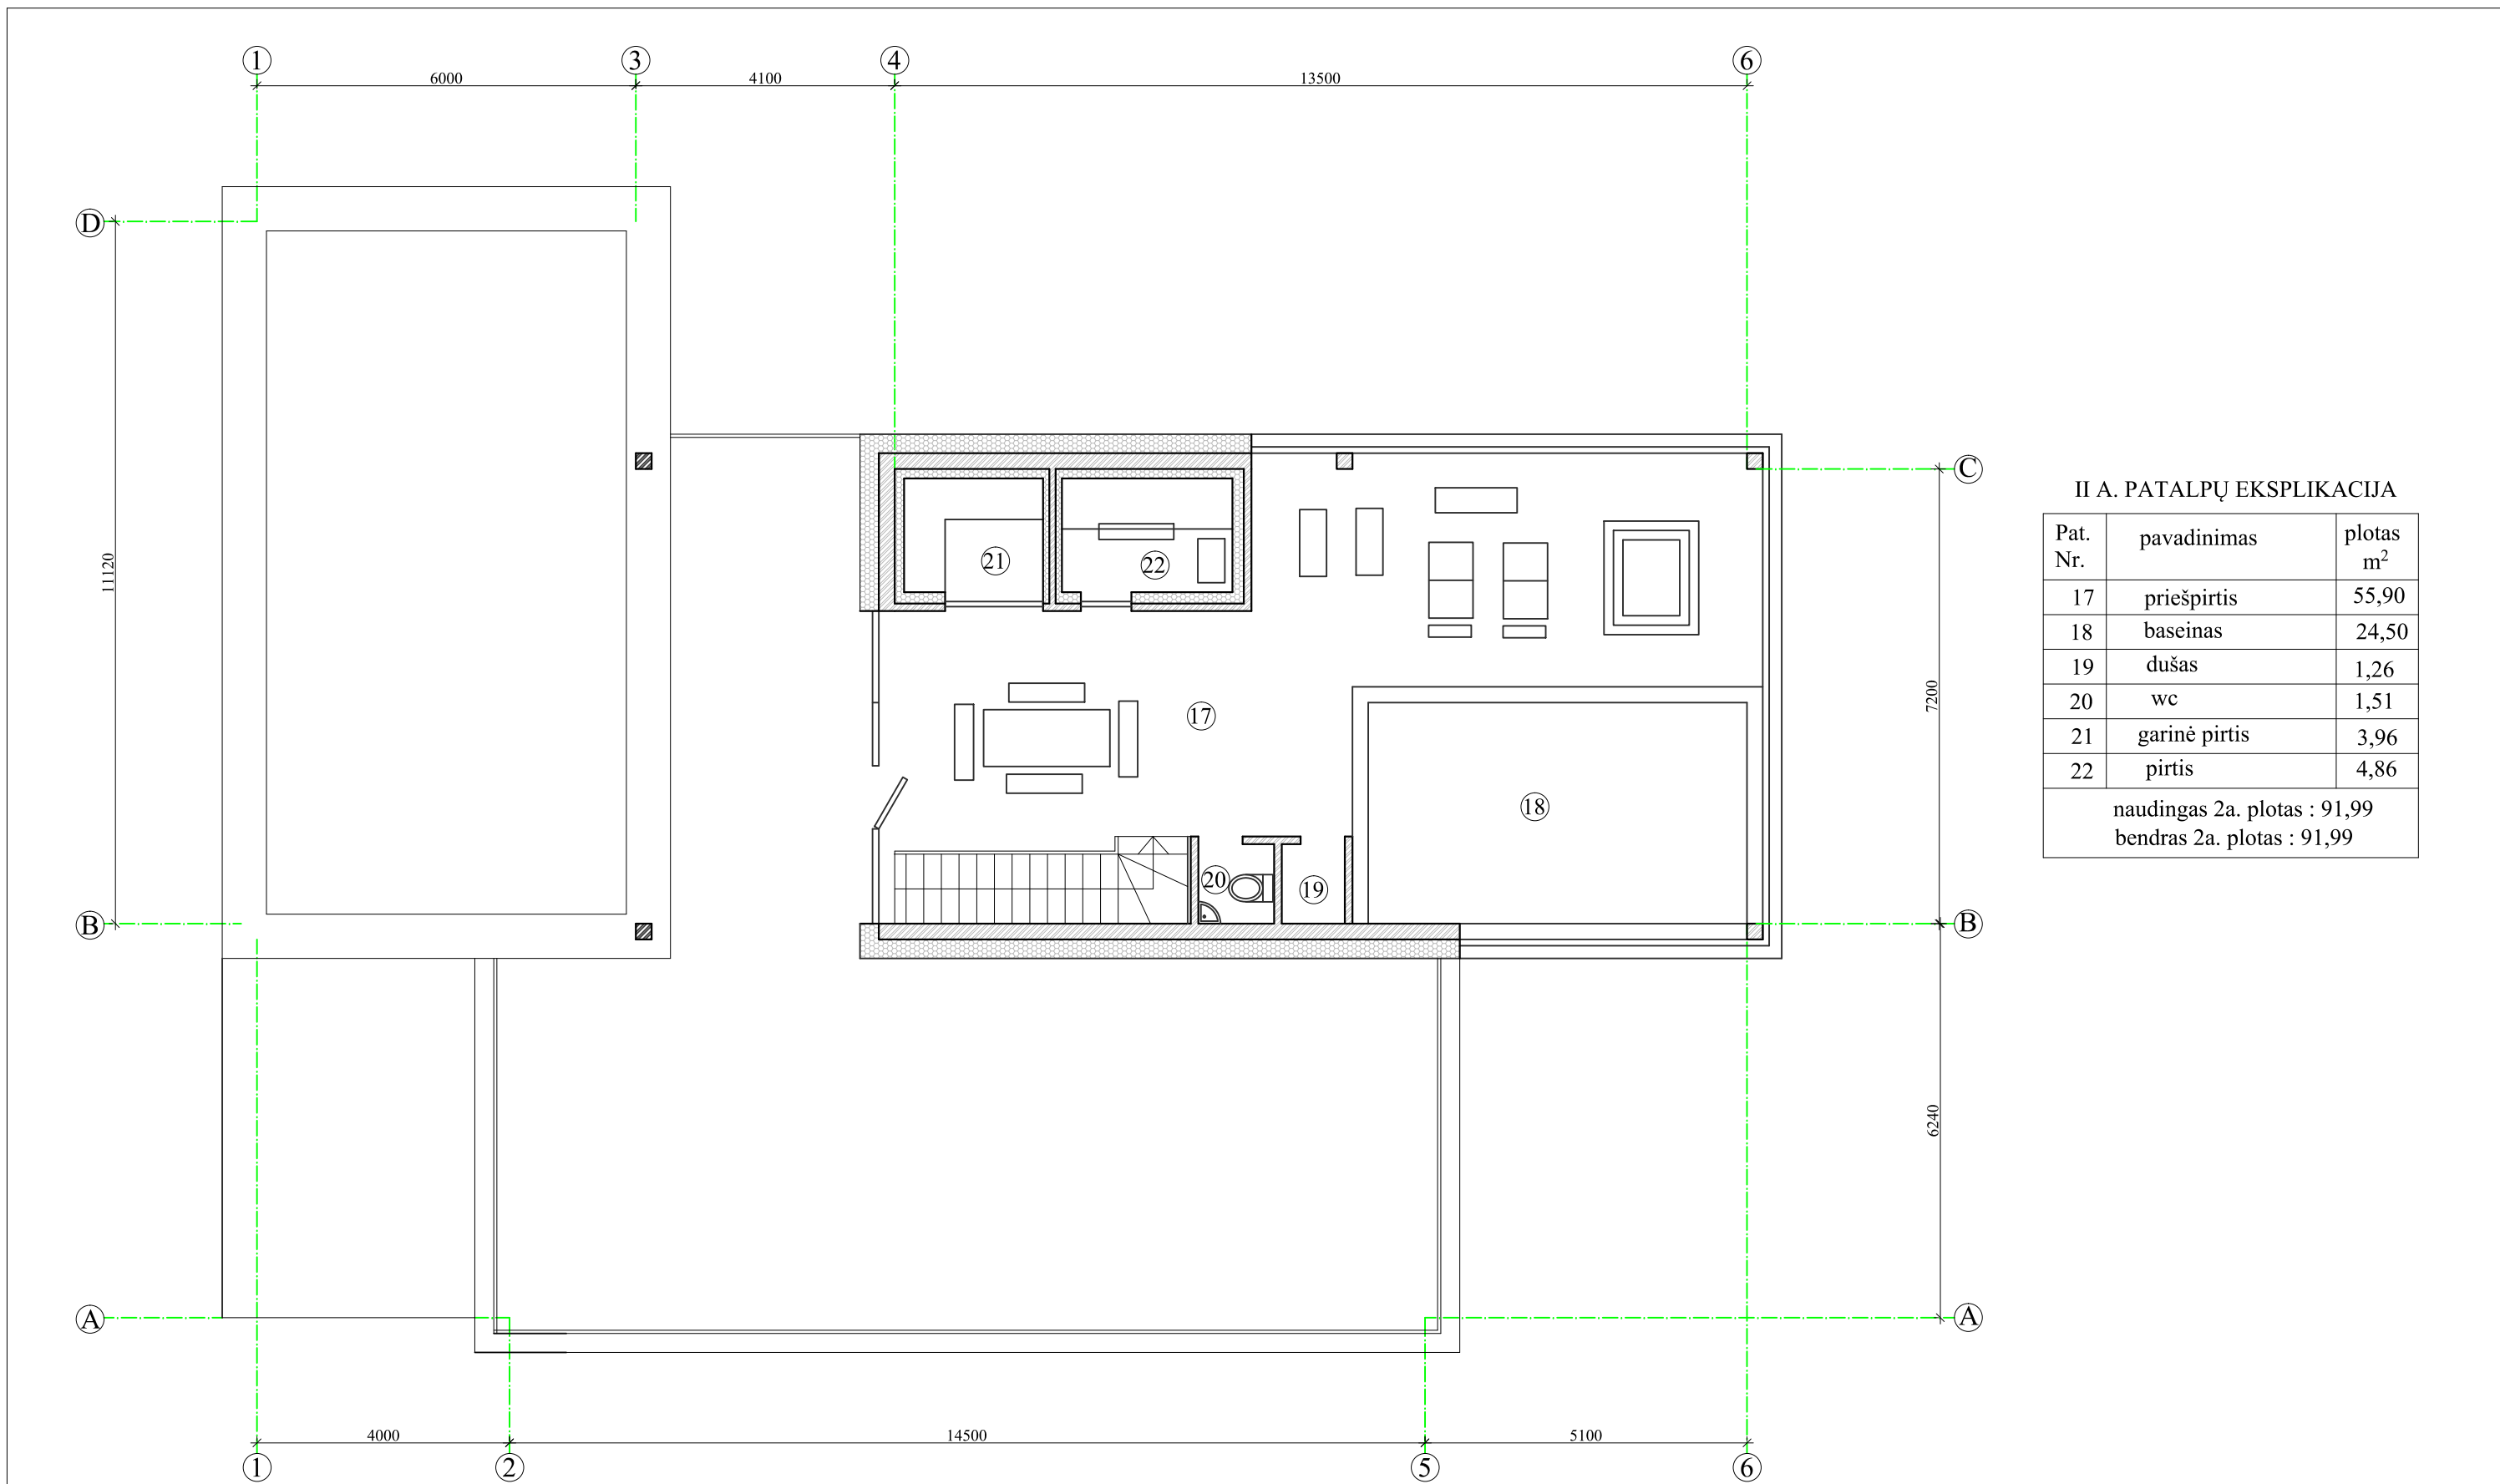 1 3 4 6
6000 4100 13500
D
C
II A. PATALPŲ EKSPLIKACIJA
Pat. Nr. pavadinimas plotas m²
17 priešpirtis 55,90
18 baseinas 24,50
19 dušas 1,26
20 wc 1,51
21 garinė pirtis 3,96
22 pirtis 4,86
naudingas 2a. plotas : 91,99
bendras 2a. plotas : 91,99
11120
21
22
7200
17
18
20
19
B B
6240
A A
4000 14500 5100
1 2 5 6